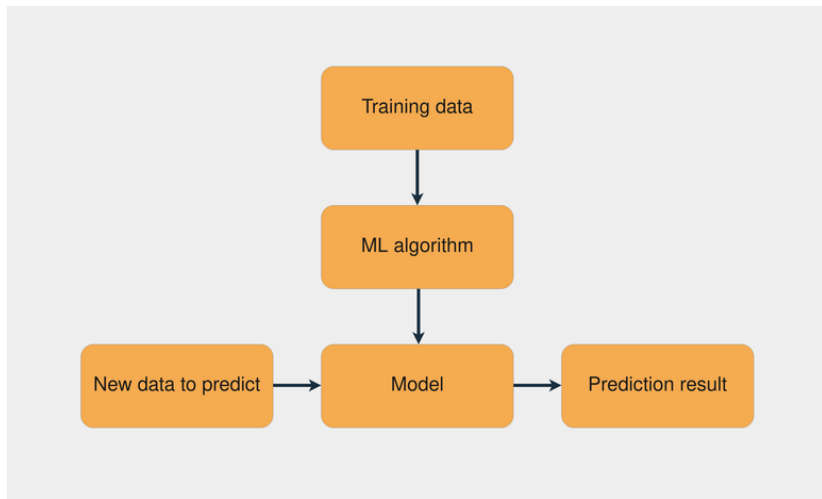 Training data
ML algorithm
New data to predict
Model
Prediction result